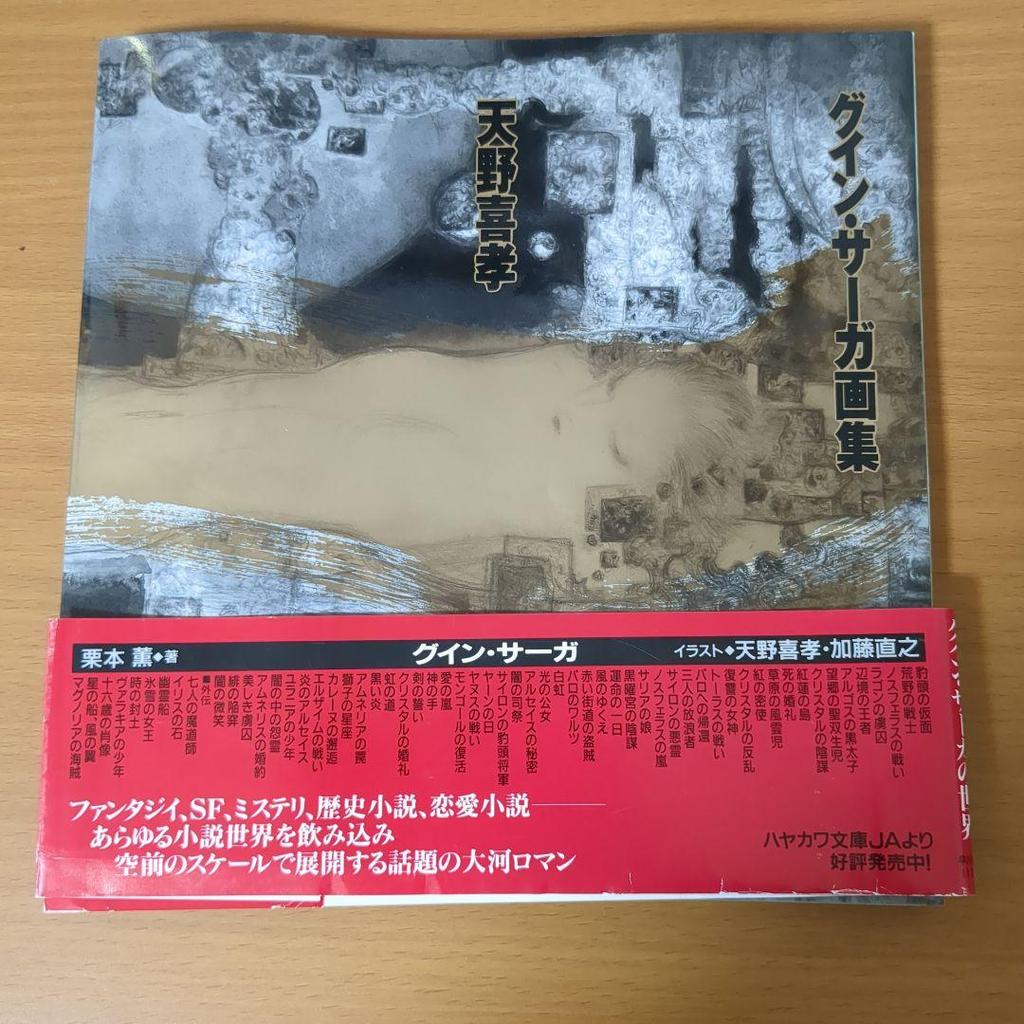 グイン・サーガ画集
天野喜孝
栗本 薫◆著
グイン・サーガ
イラスト◆天野喜孝・加藤直之
豹頭の仮面
荒野の戦士
ノスフェラスの戦い
ラゴンの虜囚
辺境の王者
アルゴスの黒太子
望郷の聖双生児
クリスタルの陰謀
紅蓮の島
死の婚礼
草原の風雲児
紅の密使
クリスタルの反乱
復讐の女神
トーラスの戦い
パロへの帰還
三人の放浪者
サイロンの悪霊
ノスフェラスの嵐
サリアの娘
黒曜宮の陰謀
運命の一日
風のゆくえ
赤い街道の盗賊
パロのワルツ
白虹
光の公女
アルセイスの秘密
闇の司祭
サイロンの豹頭将軍
ヤーンの日
ヤヌスの戦い
モンゴールの復活
愛の嵐
神の手
剣の誓い
クリスタルの婚礼
虹の道
黒い炎
アムネリアの罠
獅子の星座
カレーヌの邂逅
エルザイムの戦い
炎のアルセイス
ユラニアの少年
闇の中の怨霊
アムネリスの婚約
美しき虜囚
緋の陥穽
闇の微笑
■外伝
七人の魔道師
イリスの石
幽霊船
氷雪の女王
時の封土
ヴァラキアの少年
十六歳の肖像
星の船、風の翼
マグノリアの海賊
ファンタジイ、SF、ミステリ、歴史小説、恋愛小説――
あらゆる小説世界を飲み込み
空前のスケールで展開する話題の大河ロマン
ハヤカワ文庫JAより
好評発売中!
グイン・サーガの世界